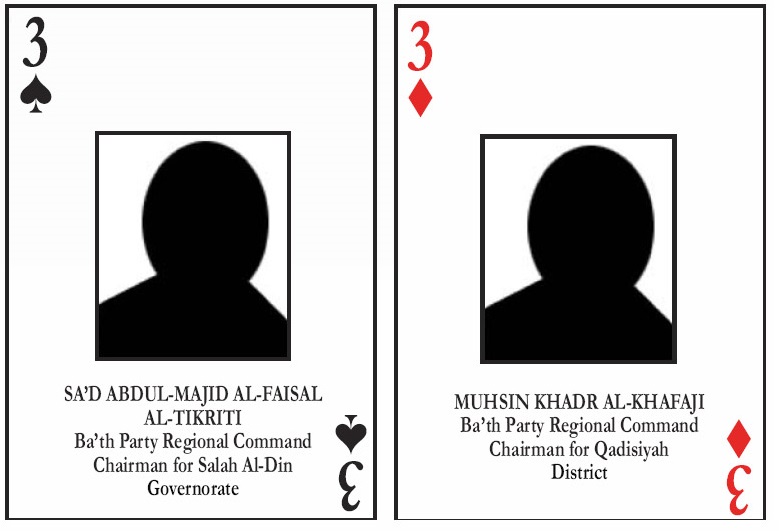 3
SA'D ABDUL-MAJID AL-FAISAL
AL-TIKRITI
Ba'th Party Regional Command
Chairman for Salah Al-Din
Governorate
3
3
MUHSIN KHADR AL-KHAFAJI
Ba'th Party Regional Command
Chairman for Qadisiyah
District
3